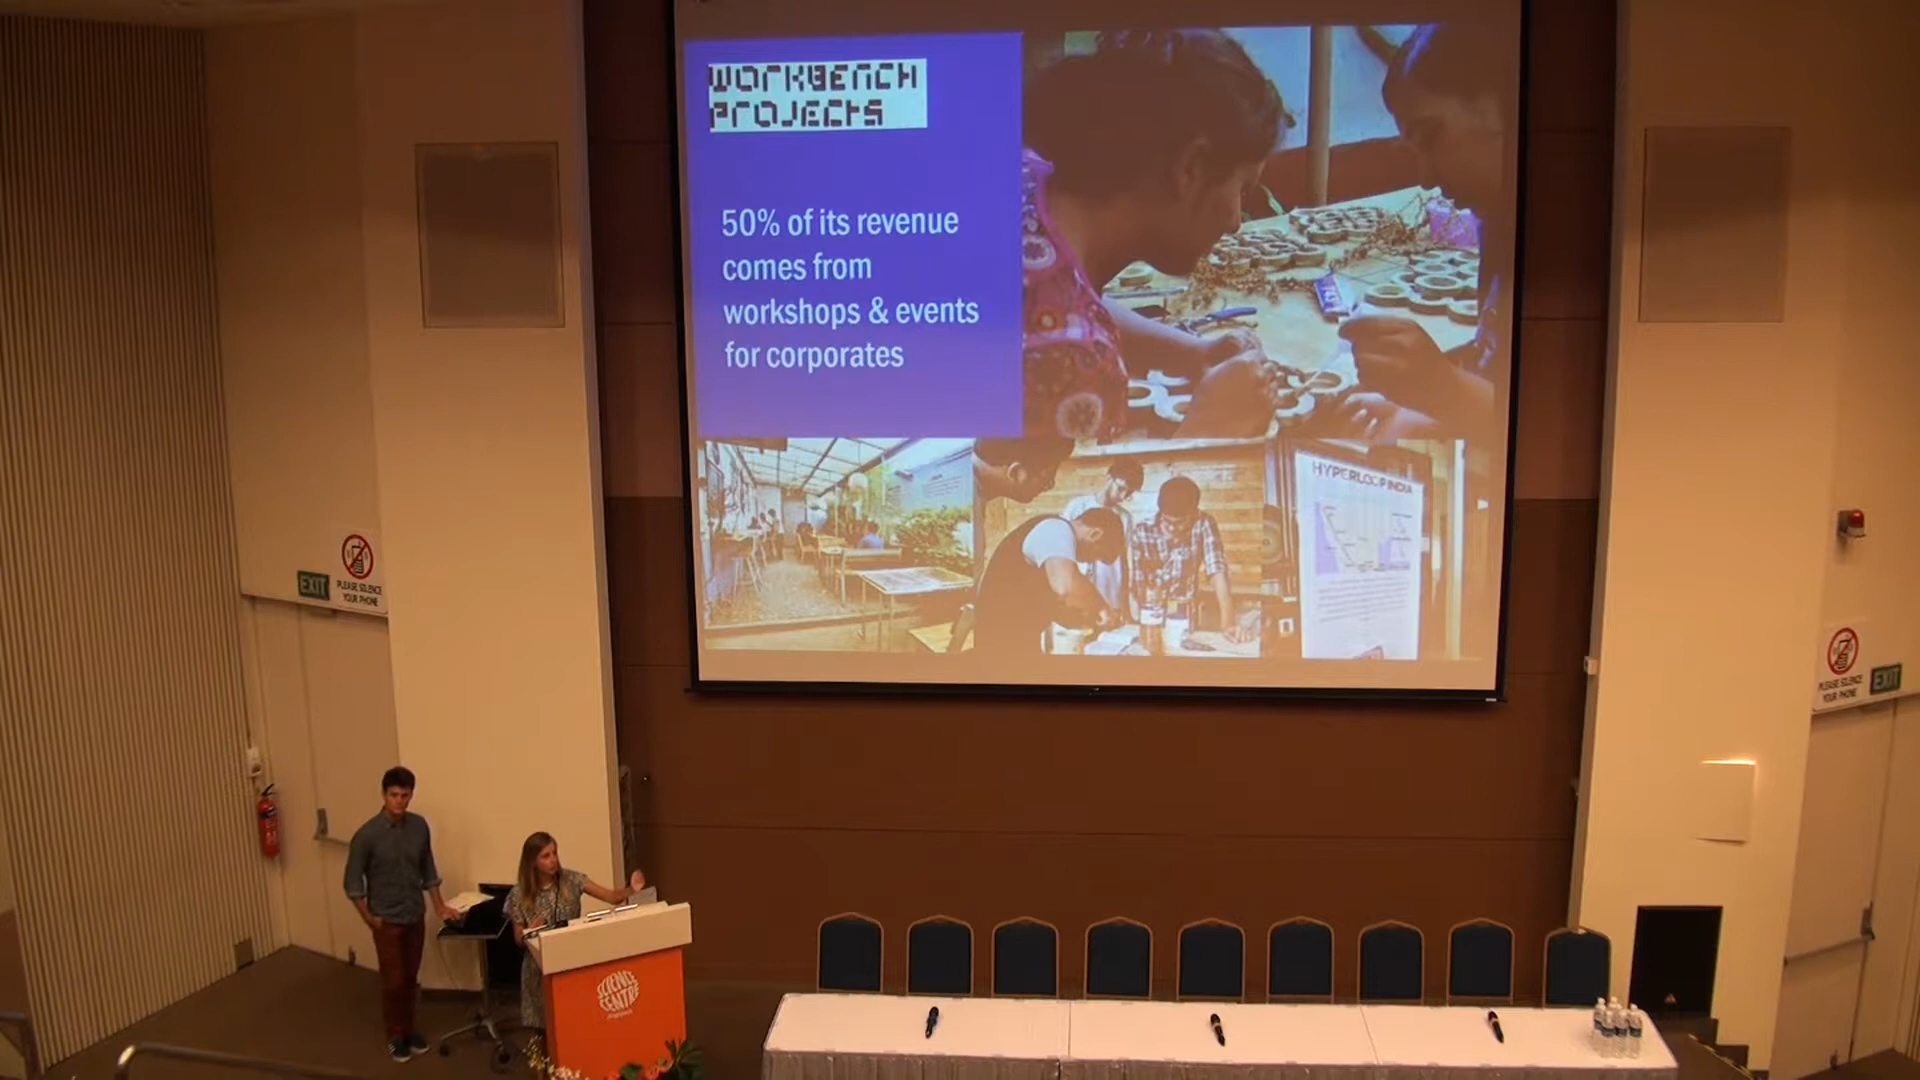 WORKBENCH
PROJECTS
50% of its revenue
comes from
workshops & events
for corporates
HYPERLOOP INDIA
EXIT
PLEASE SILENCE
YOUR PHONE
PLEASE SILENCE
YOUR PHONE
EXIT
SCIENCE
CENTRE